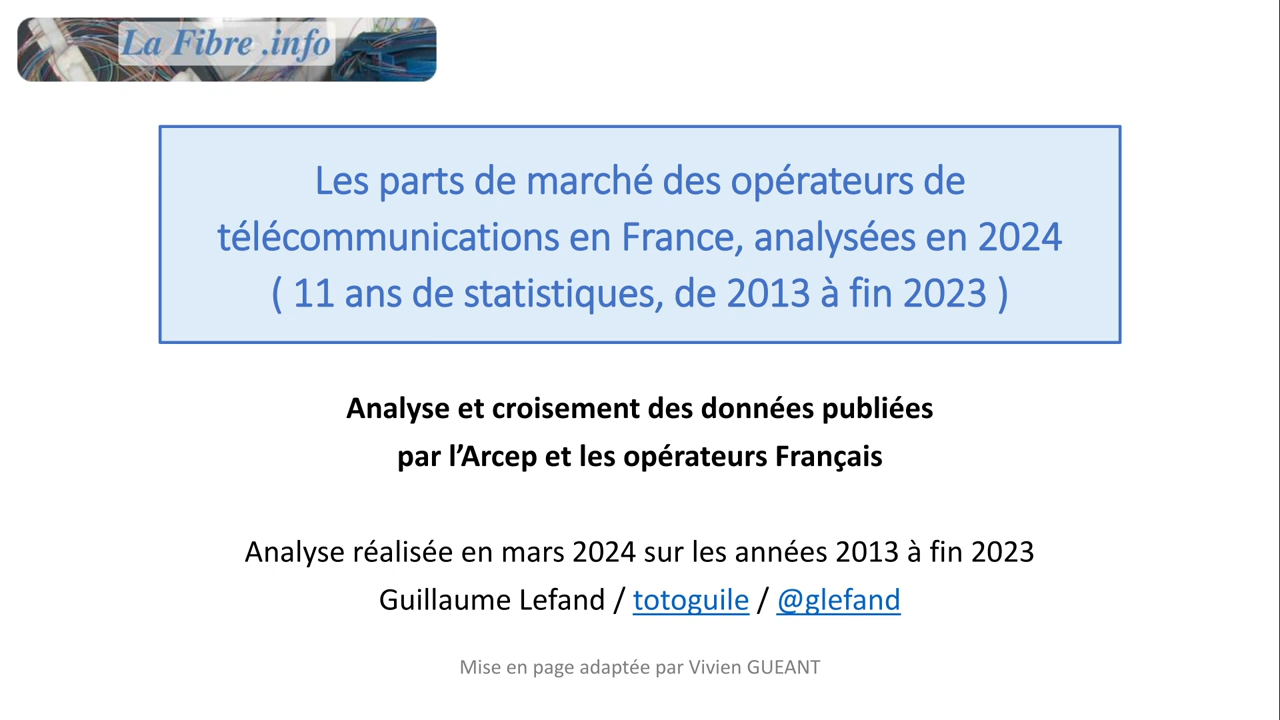 La Fibre .info
Les parts de marché des opérateurs de
télécommunications en France, analysées en 2024
( 11 ans de statistiques, de 2013 à fin 2023 )
Analyse et croisement des données publiées
par l’Arcep et les opérateurs Français
Analyse réalisée en mars 2024 sur les années 2013 à fin 2023
Guillaume Lefand / totoguile / @glefand
Mise en page adaptée par Vivien GUEANT